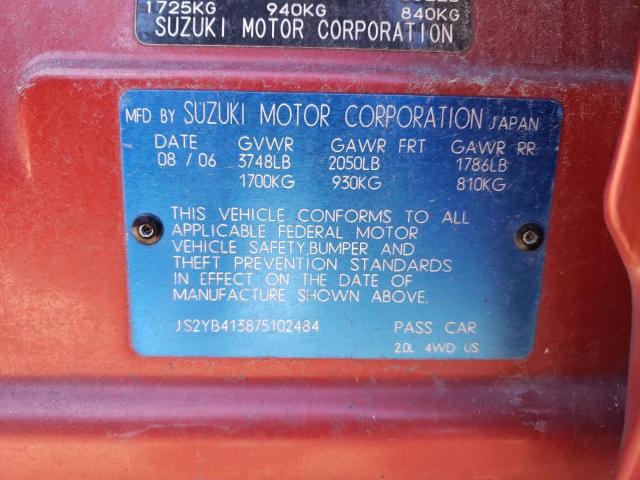 1725KG 940KG 840KG
SUZUKI MOTOR CORPORATION
MFD BY SUZUKI MOTOR CORPORATION JAPAN
DATE GVWR GAWR FRT GAWR RR
08 / 06 3748LB 2050LB 1786LB
1700KG 930KG 810KG
THIS VEHICLE CONFORMS TO ALL
APPLICABLE FEDERAL MOTOR
VEHICLE SAFETY,BUMPER AND
THEFT PREVENTION STANDARDS
IN EFFECT ON THE DATE OF
MANUFACTURE SHOWN ABOVE.
JS2YB413875102484 PASS CAR
2.0L 4WD US